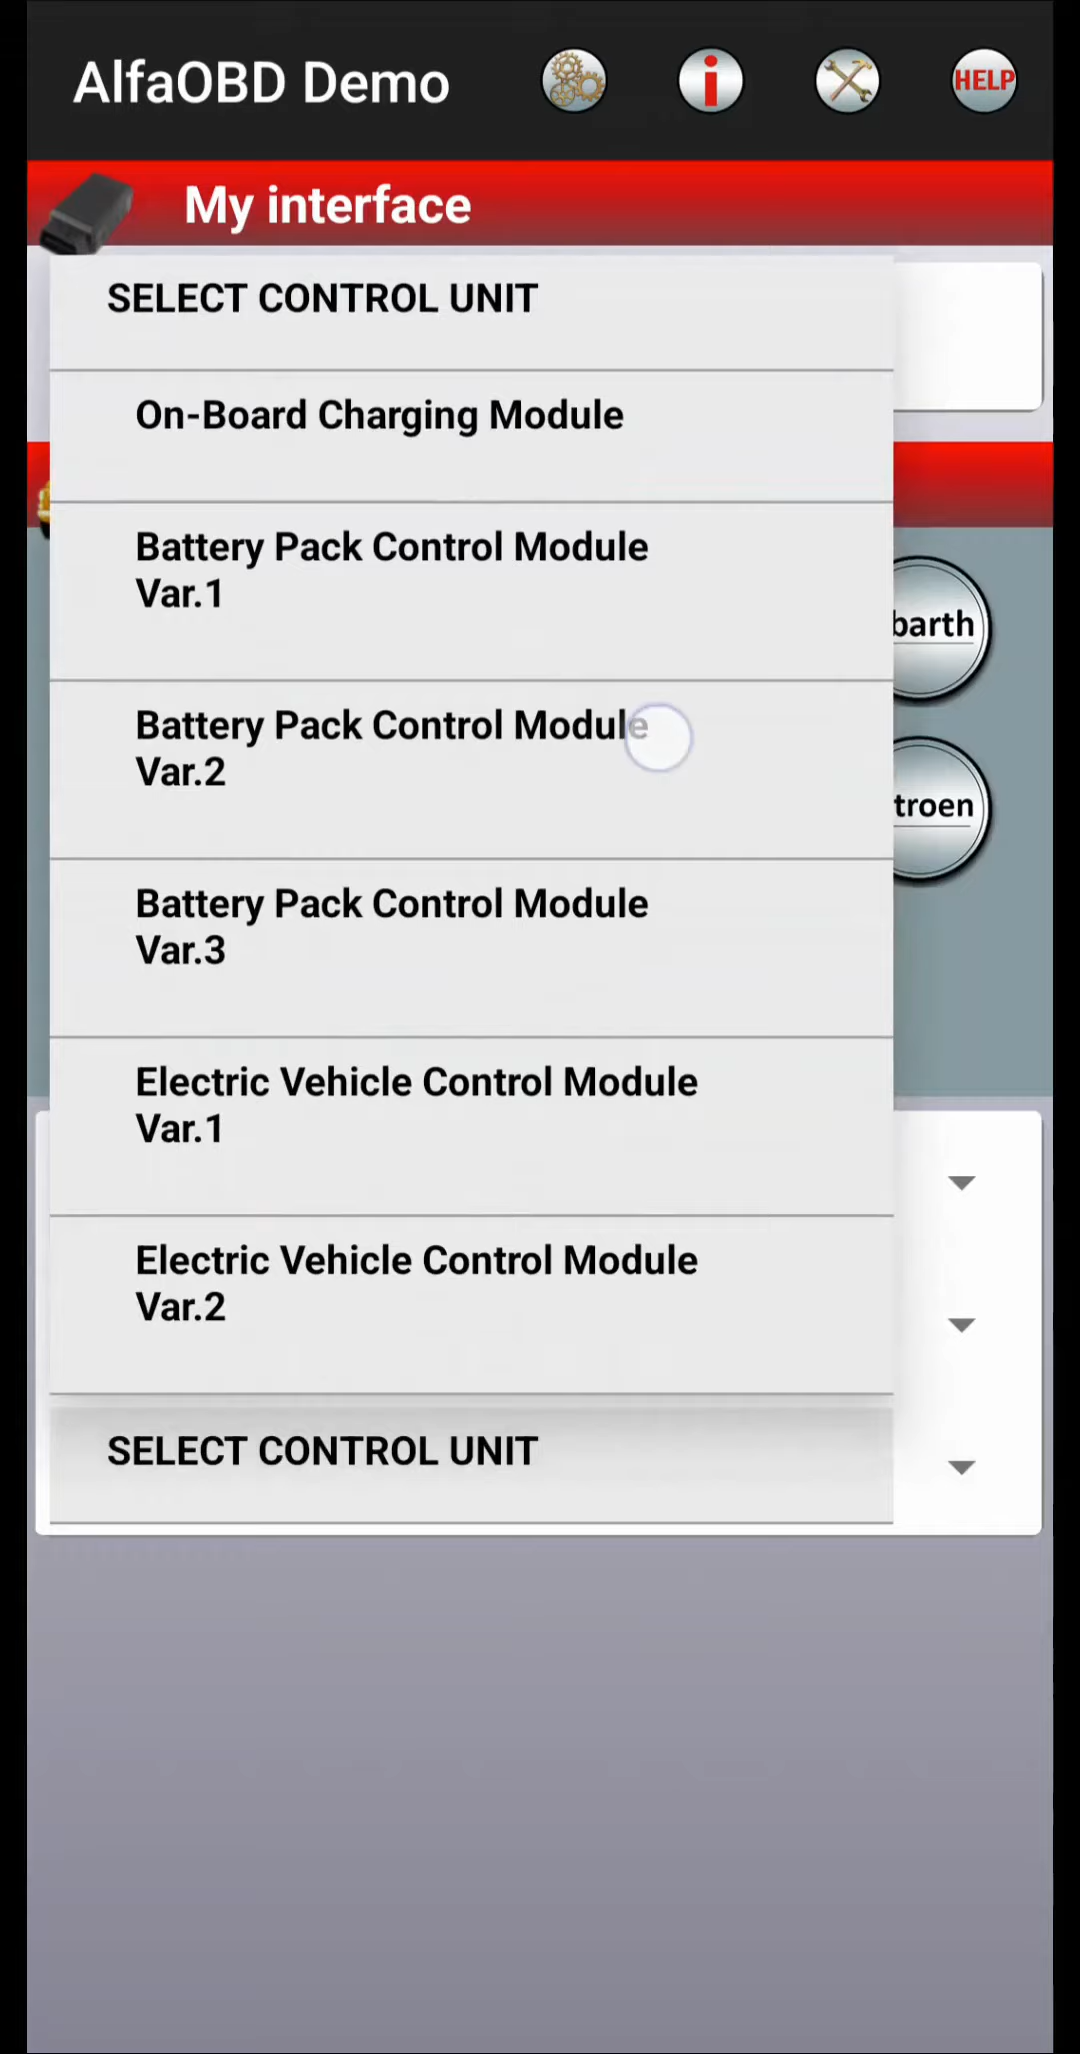 AlfaOBD Demo
HELP
My interface
SELECT CONTROL UNIT
On-Board Charging Module
Battery Pack Control Module
Var.1
barth
Battery Pack Control Module
Var.2
troen
Battery Pack Control Module
Var.3
Electric Vehicle Control Module
Var.1
Electric Vehicle Control Module
Var.2
SELECT CONTROL UNIT